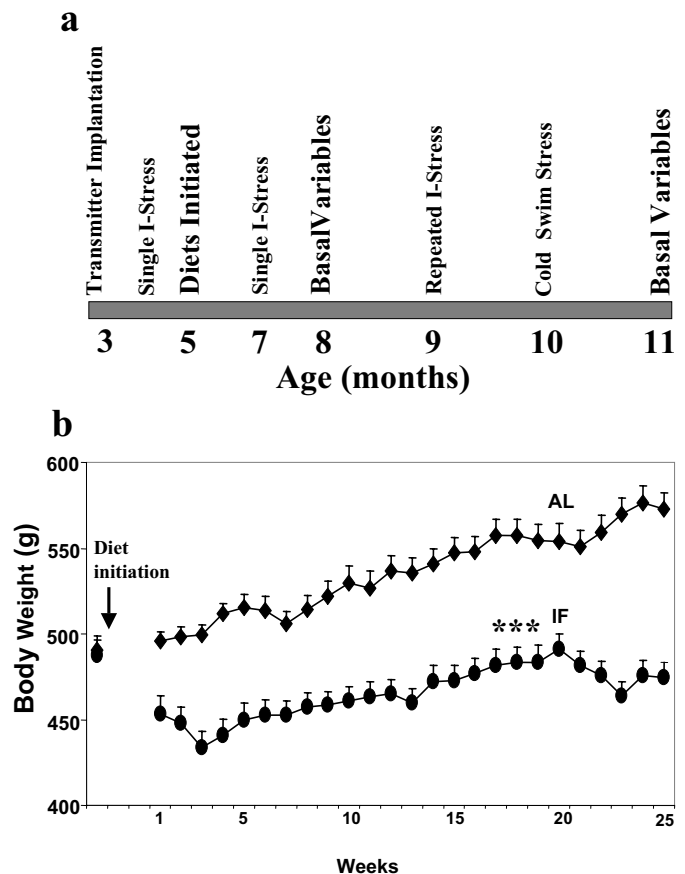 a
Transmitter Implantation
Single I-Stress
Diets Initiated
Single I-Stress
BasalVariables
Repeated I-Stress
Cold Swim Stress
Basal Variables
3 5 7 8 9 10 11
Age (months)
b
600
550
500
450
400
Body Weight (g)
Diet
initiation
AL
***
IF
1 5 10 15 20 25
Weeks